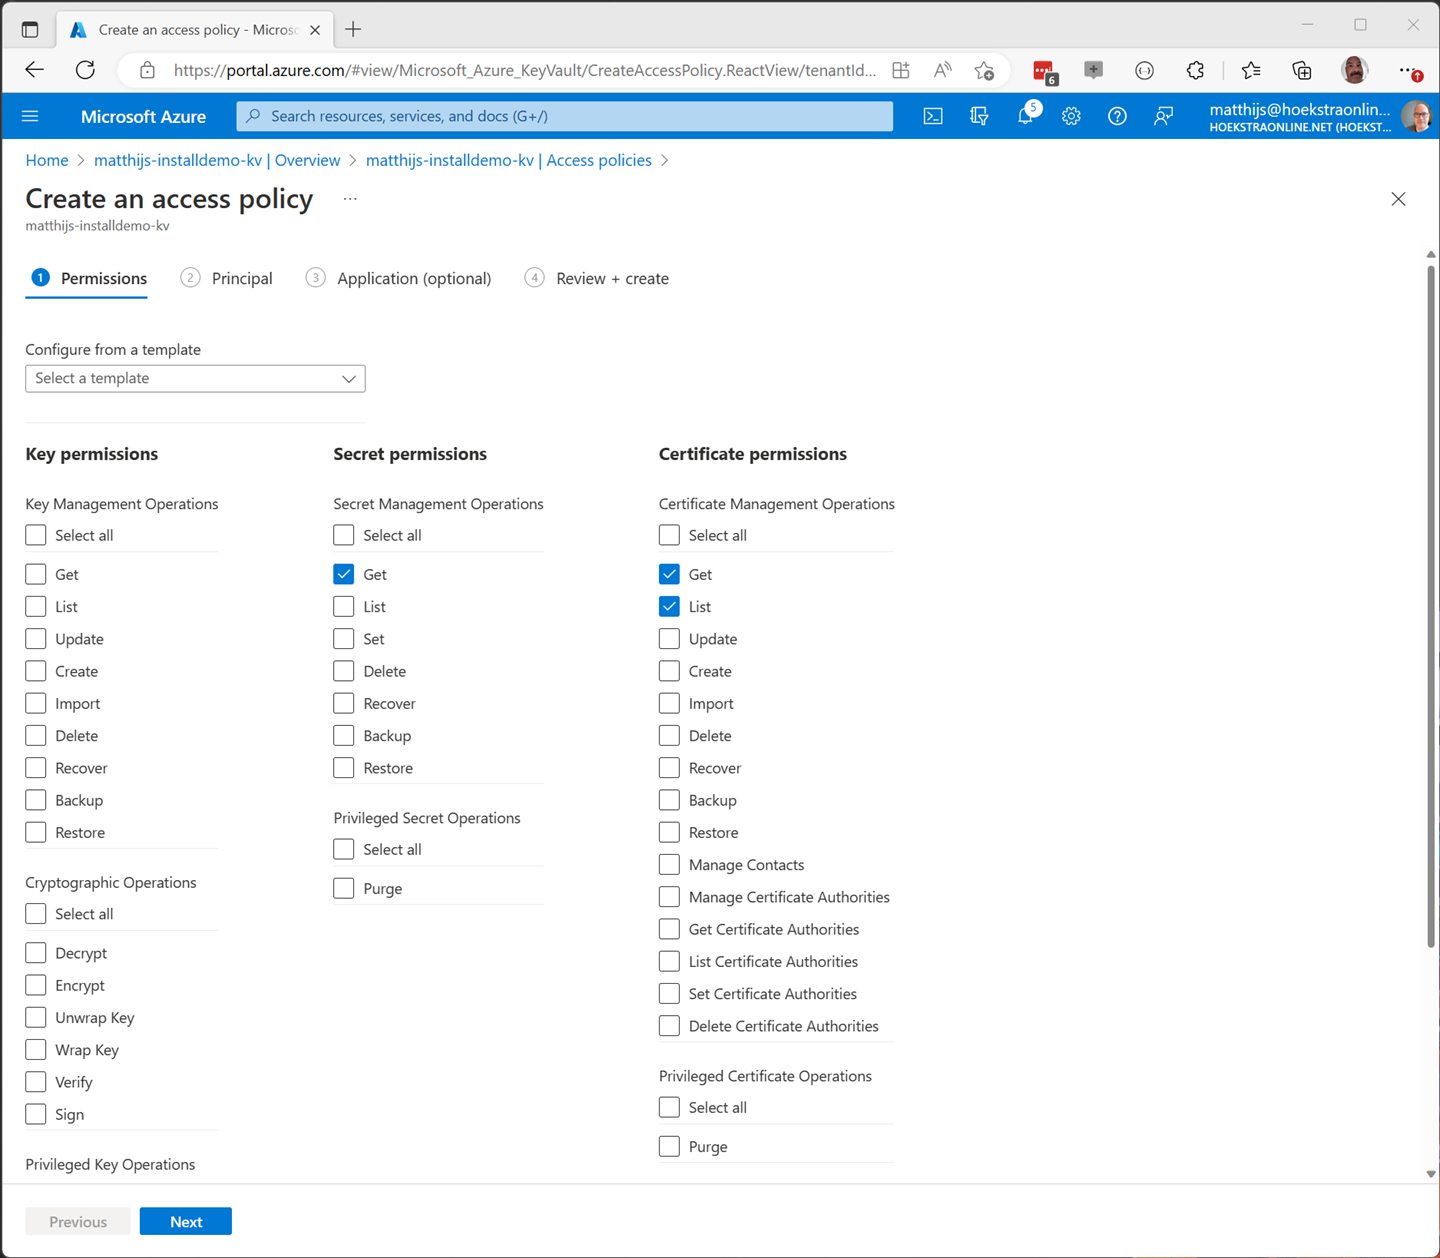 Create an access policy - Microsc
https://portal.azure.com/#view/Microsoft_Azure_KeyVault/CreateAccessPolicy.ReactView/tenantId...
6
Microsoft Azure
Search resources, services, and docs (G+/)
5
matthijs@hoekstraonlin...
HOEKSTRAONLINE.NET (HOEKST...
Home > matthijs-installdemo-kv | Overview > matthijs-installdemo-kv | Access policies >
Create an access policy ...
matthijs-installdemo-kv
1 Permissions
2 Principal
3 Application (optional)
4 Review + create
Configure from a template
Select a template
Key permissions
Key Management Operations
Select all
Get
List
Update
Create
Import
Delete
Recover
Backup
Restore
Cryptographic Operations
Select all
Decrypt
Encrypt
Unwrap Key
Wrap Key
Verify
Sign
Privileged Key Operations
Secret permissions
Secret Management Operations
Select all
Get
List
Set
Delete
Recover
Backup
Restore
Privileged Secret Operations
Select all
Purge
Certificate permissions
Certificate Management Operations
Select all
Get
List
Update
Create
Import
Delete
Recover
Backup
Restore
Manage Contacts
Manage Certificate Authorities
Get Certificate Authorities
List Certificate Authorities
Set Certificate Authorities
Delete Certificate Authorities
Privileged Certificate Operations
Select all
Purge
Previous
Next